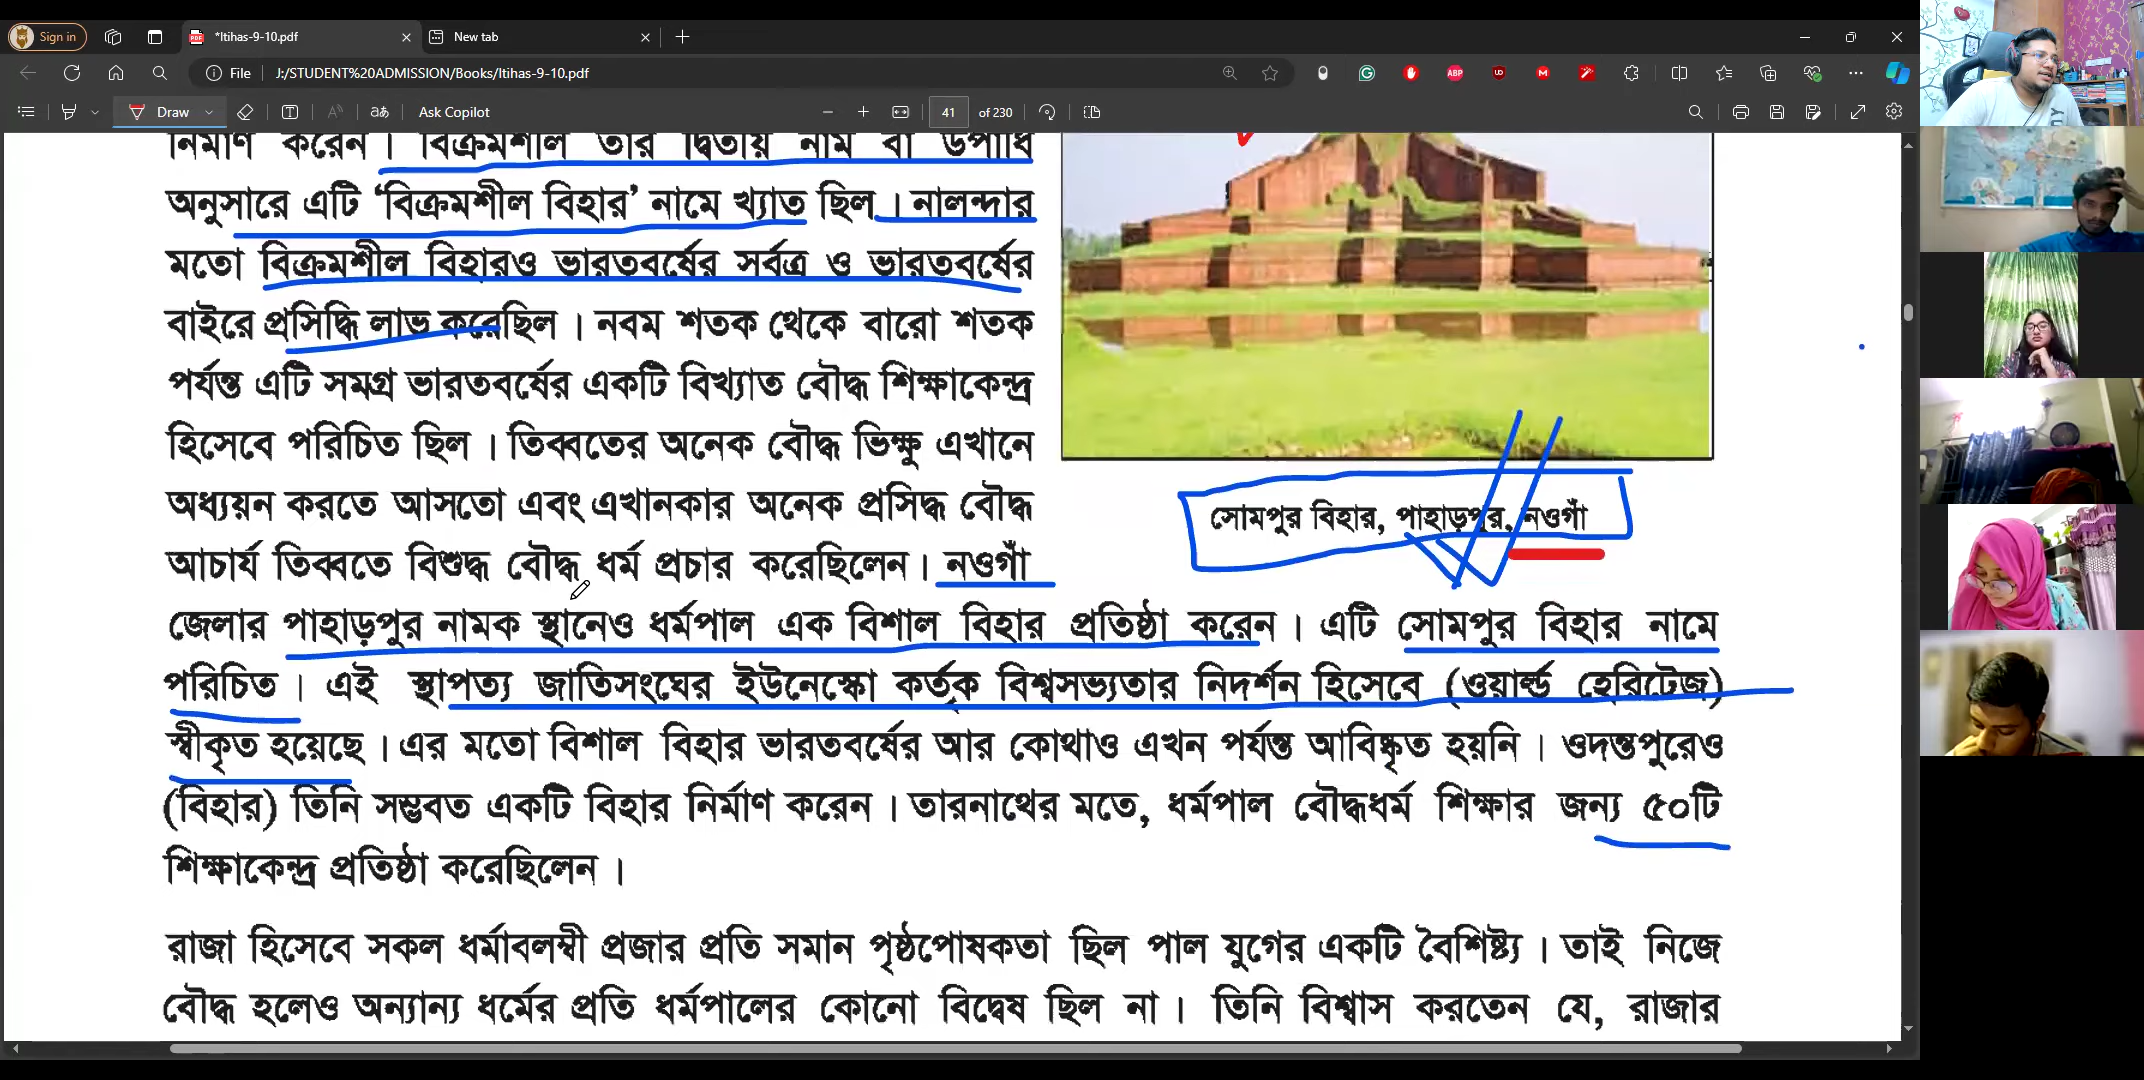 Sign in
*Itihas-9-10.pdf
New tab
File
J:/STUDENT%20ADMISSION/Books/Itihas-9-10.pdf
Draw
Ask Copilot
41 of 230
নির্মাণ করেন। বিক্রমশীল তার দ্বিতীয় নাম বা উপাধি
অনুসারে এটি ‘বিক্রমশীল বিহার’ নামে খ্যাত ছিল। নালন্দার
মতো বিক্রমশীল বিহারও ভারতবর্ষের সর্বত্র ও ভারতবর্ষের
বাইরে প্রসিদ্ধি লাভ করেছিল। নবম শতক থেকে বারো শতক
পর্যন্ত এটি সমগ্র ভারতবর্ষের একটি বিখ্যাত বৌদ্ধ শিক্ষাকেন্দ্র
হিসেবে পরিচিত ছিল। তিব্বতের অনেক বৌদ্ধ ভিক্ষু এখানে
অধ্যয়ন করতে আসতো এবং এখানকার অনেক প্রসিদ্ধ বৌদ্ধ
আচার্য তিব্বতে বিশুদ্ধ বৌদ্ধ ধর্ম প্রচার করেছিলেন। নওগাঁ
সোমপুর বিহার, পাহাড়পুর, নওগাঁ
জেলার পাহাড়পুর নামক স্থানেও ধর্মপাল এক বিশাল বিহার প্রতিষ্ঠা করেন। এটি সোমপুর বিহার নামে
পরিচিত। এই স্থাপত্য জাতিসংঘের ইউনেস্কো কর্তৃক বিশ্বসভ্যতার নিদর্শন হিসেবে (ওয়ার্ল্ড হেরিটেজ)
স্বীকৃত হয়েছে। এর মতো বিশাল বিহার ভারতবর্ষের আর কোথাও এখন পর্যন্ত আবিষ্কৃত হয়নি। ওদন্তপুরেও
(বিহার) তিনি সম্ভবত একটি বিহার নির্মাণ করেন। তারনাথের মতে, ধর্মপাল বৌদ্ধধর্ম শিক্ষার জন্য ৫০টি
শিক্ষাকেন্দ্র প্রতিষ্ঠা করেছিলেন।
রাজা হিসেবে সকল ধর্মাবলম্বী প্রজার প্রতি সমান পৃষ্ঠপোষকতা ছিল পাল যুগের একটি বৈশিষ্ট্য। তাই নিজে
বৌদ্ধ হলেও অন্যান্য ধর্মের প্রতি ধর্মপালের কোনো বিদ্বেষ ছিল না। তিনি বিশ্বাস করতেন যে, রাজার